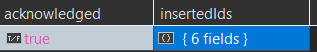 acknowledged insertedIds
T/F true {} { 6 fields }